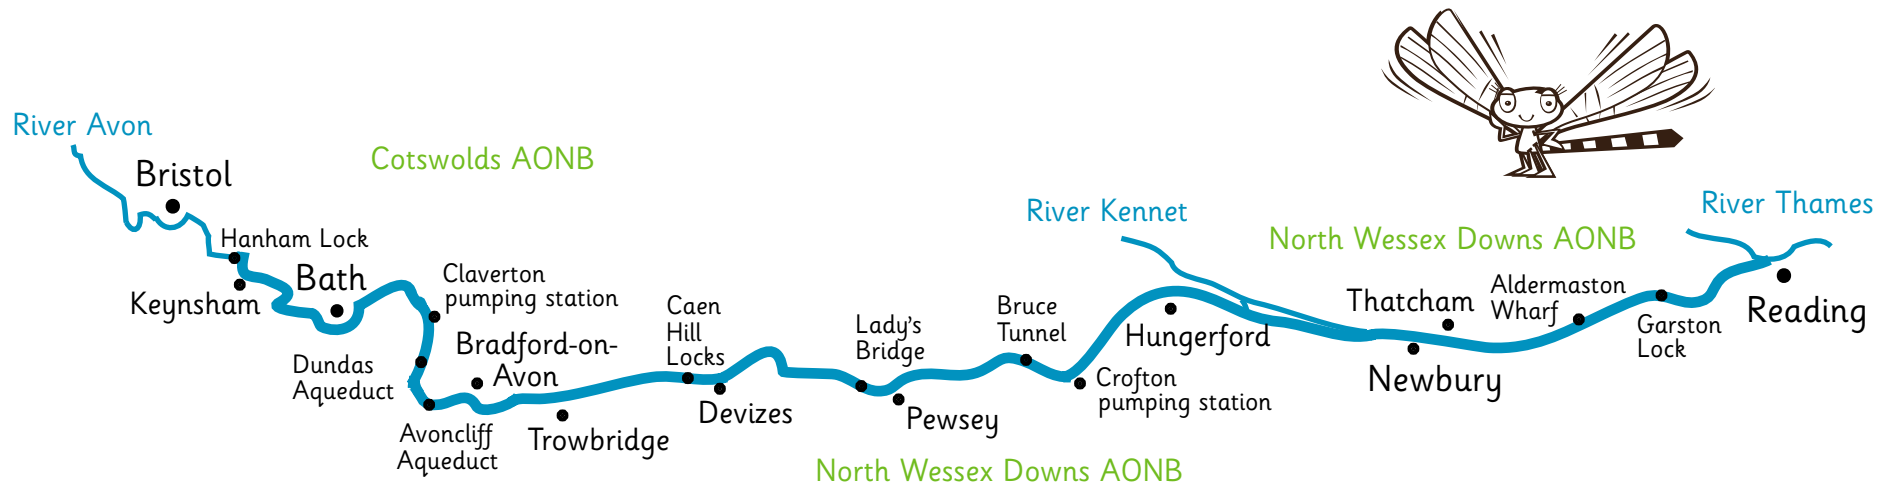 River Avon
Bristol
Cotswolds AONB
Hanham Lock
Bath
Keynsham
Claverton
pumping station
Dundas
Aqueduct
Bradford-on-
Avon
Avoncliff
Aqueduct
Trowbridge
Caen
Hill
Locks
Devizes
Lady's
Bridge
Pewsey
North Wessex Downs AONB
Bruce
Tunnel
Crofton
pumping station
River Kennet
Hungerford
North Wessex Downs AONB
Thatcham
Newbury
Aldermaston
Wharf
Garston
Lock
River Thames
Reading